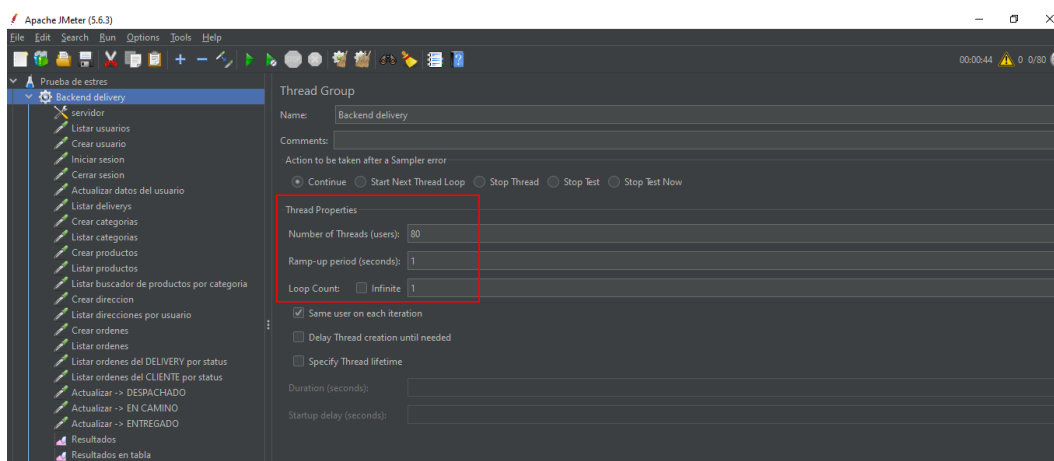 Apache JMeter (5.6.3)
File Edit Search Run Options Tools Help
00:00:44 0 0/80
Prueba de estres
Backend delivery
servidor
Listar usuarios
Crear usuario
Iniciar sesion
Cerrar sesion
Actualizar datos del usuario
Listar deliverys
Crear categorias
Listar categorias
Crear productos
Listar productos
Listar buscador de productos por categoria
Crear direccion
Listar direcciones por usuario
Crear ordenes
Listar ordenes
Listar ordenes del DELIVERY por status
Listar ordenes del CLIENTE por status
Actualizar -> DESPACHADO
Actualizar -> EN CAMINO
Actualizar -> ENTREGADO
Resultados
Resultados en tabla
Thread Group
Name: Backend delivery
Comments:
Action to be taken after a Sampler error
Continue Start Next Thread Loop Stop Thread Stop Test Stop Test Now
Thread Properties
Number of Threads (users): 80
Ramp-up period (seconds): 1
Loop Count: Infinite 1
Same user on each iteration
Delay Thread creation until needed
Specify Thread lifetime
Duration (seconds):
Startup delay (seconds):